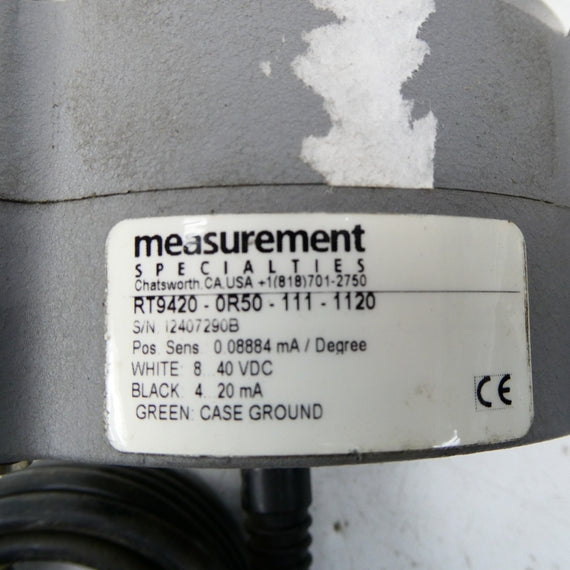 measurement
SPECIALTIES
Chatsworth.CA.USA +1(818)701-2750
RT9420 - 0R50 - 111 - 1120
S/N I2407290B
Pos. Sens. 0.08884 mA / Degree
WHITE: 8 . 40 VDC
BLACK: 4 . 20 mA
GREEN: CASE GROUND
CE